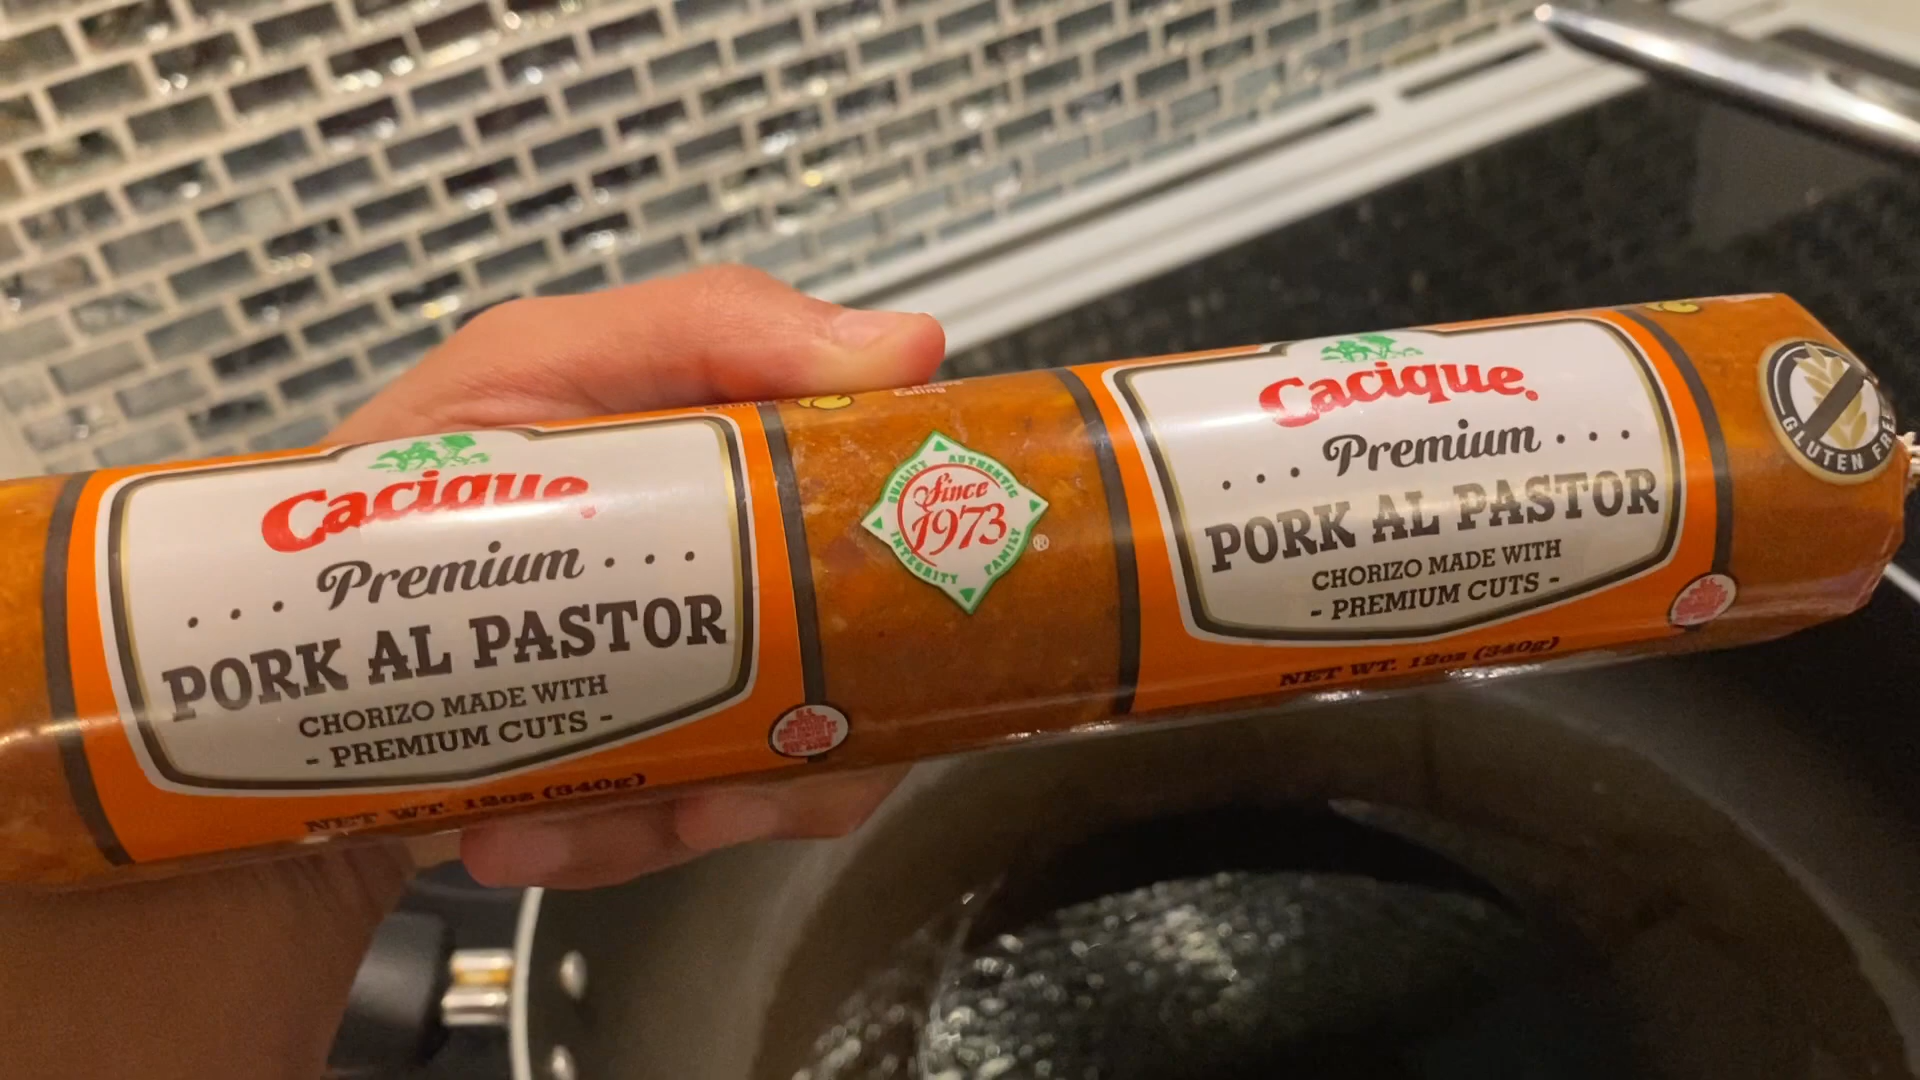 Cacique
. . . Premium . . .
PORK AL PASTOR
CHORIZO MADE WITH
- PREMIUM CUTS -
NET WT. 12oz (340g)
Eating
QUALITY AUTHENTIC
Since
1973
INTEGRITY FAMILY
®
Cacique
. . . Premium . . .
PORK AL PASTOR
CHORIZO MADE WITH
- PREMIUM CUTS -
NET WT. 12oz (340g)
GLUTEN FREE